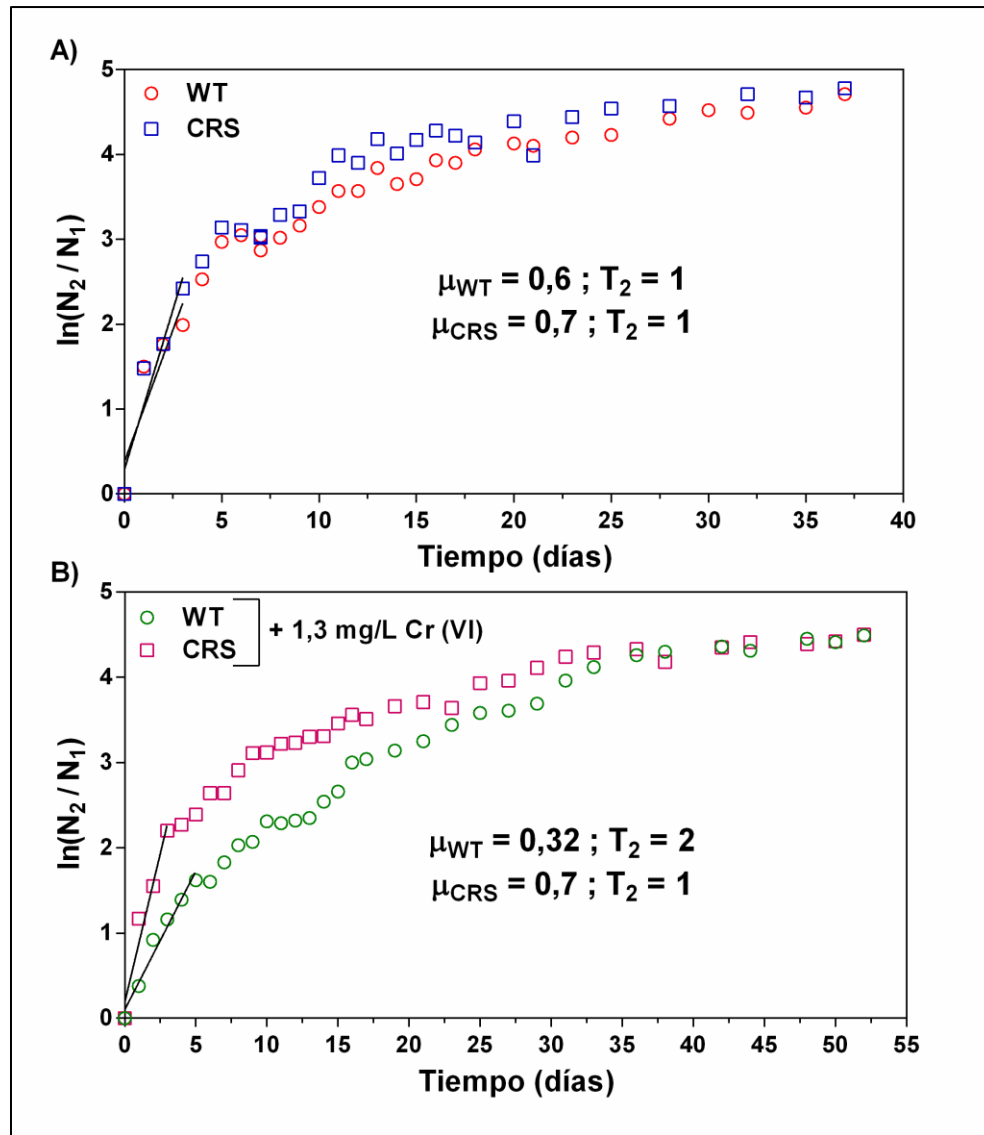 A)
5
4
3
2
1
0
ln(N₂ / N₁)
WT
CRS
μWT = 0,6 ; T₂ = 1
μCRS = 0,7 ; T₂ = 1
0 5 10 15 20 25 30 35 40
Tiempo (días)
B)
5
4
3
2
1
0
ln(N₂ / N₁)
WT
CRS
+ 1,3 mg/L Cr (VI)
μWT = 0,32 ; T₂ = 2
μCRS = 0,7 ; T₂ = 1
0 5 10 15 20 25 30 35 40 45 50 55
Tiempo (días)